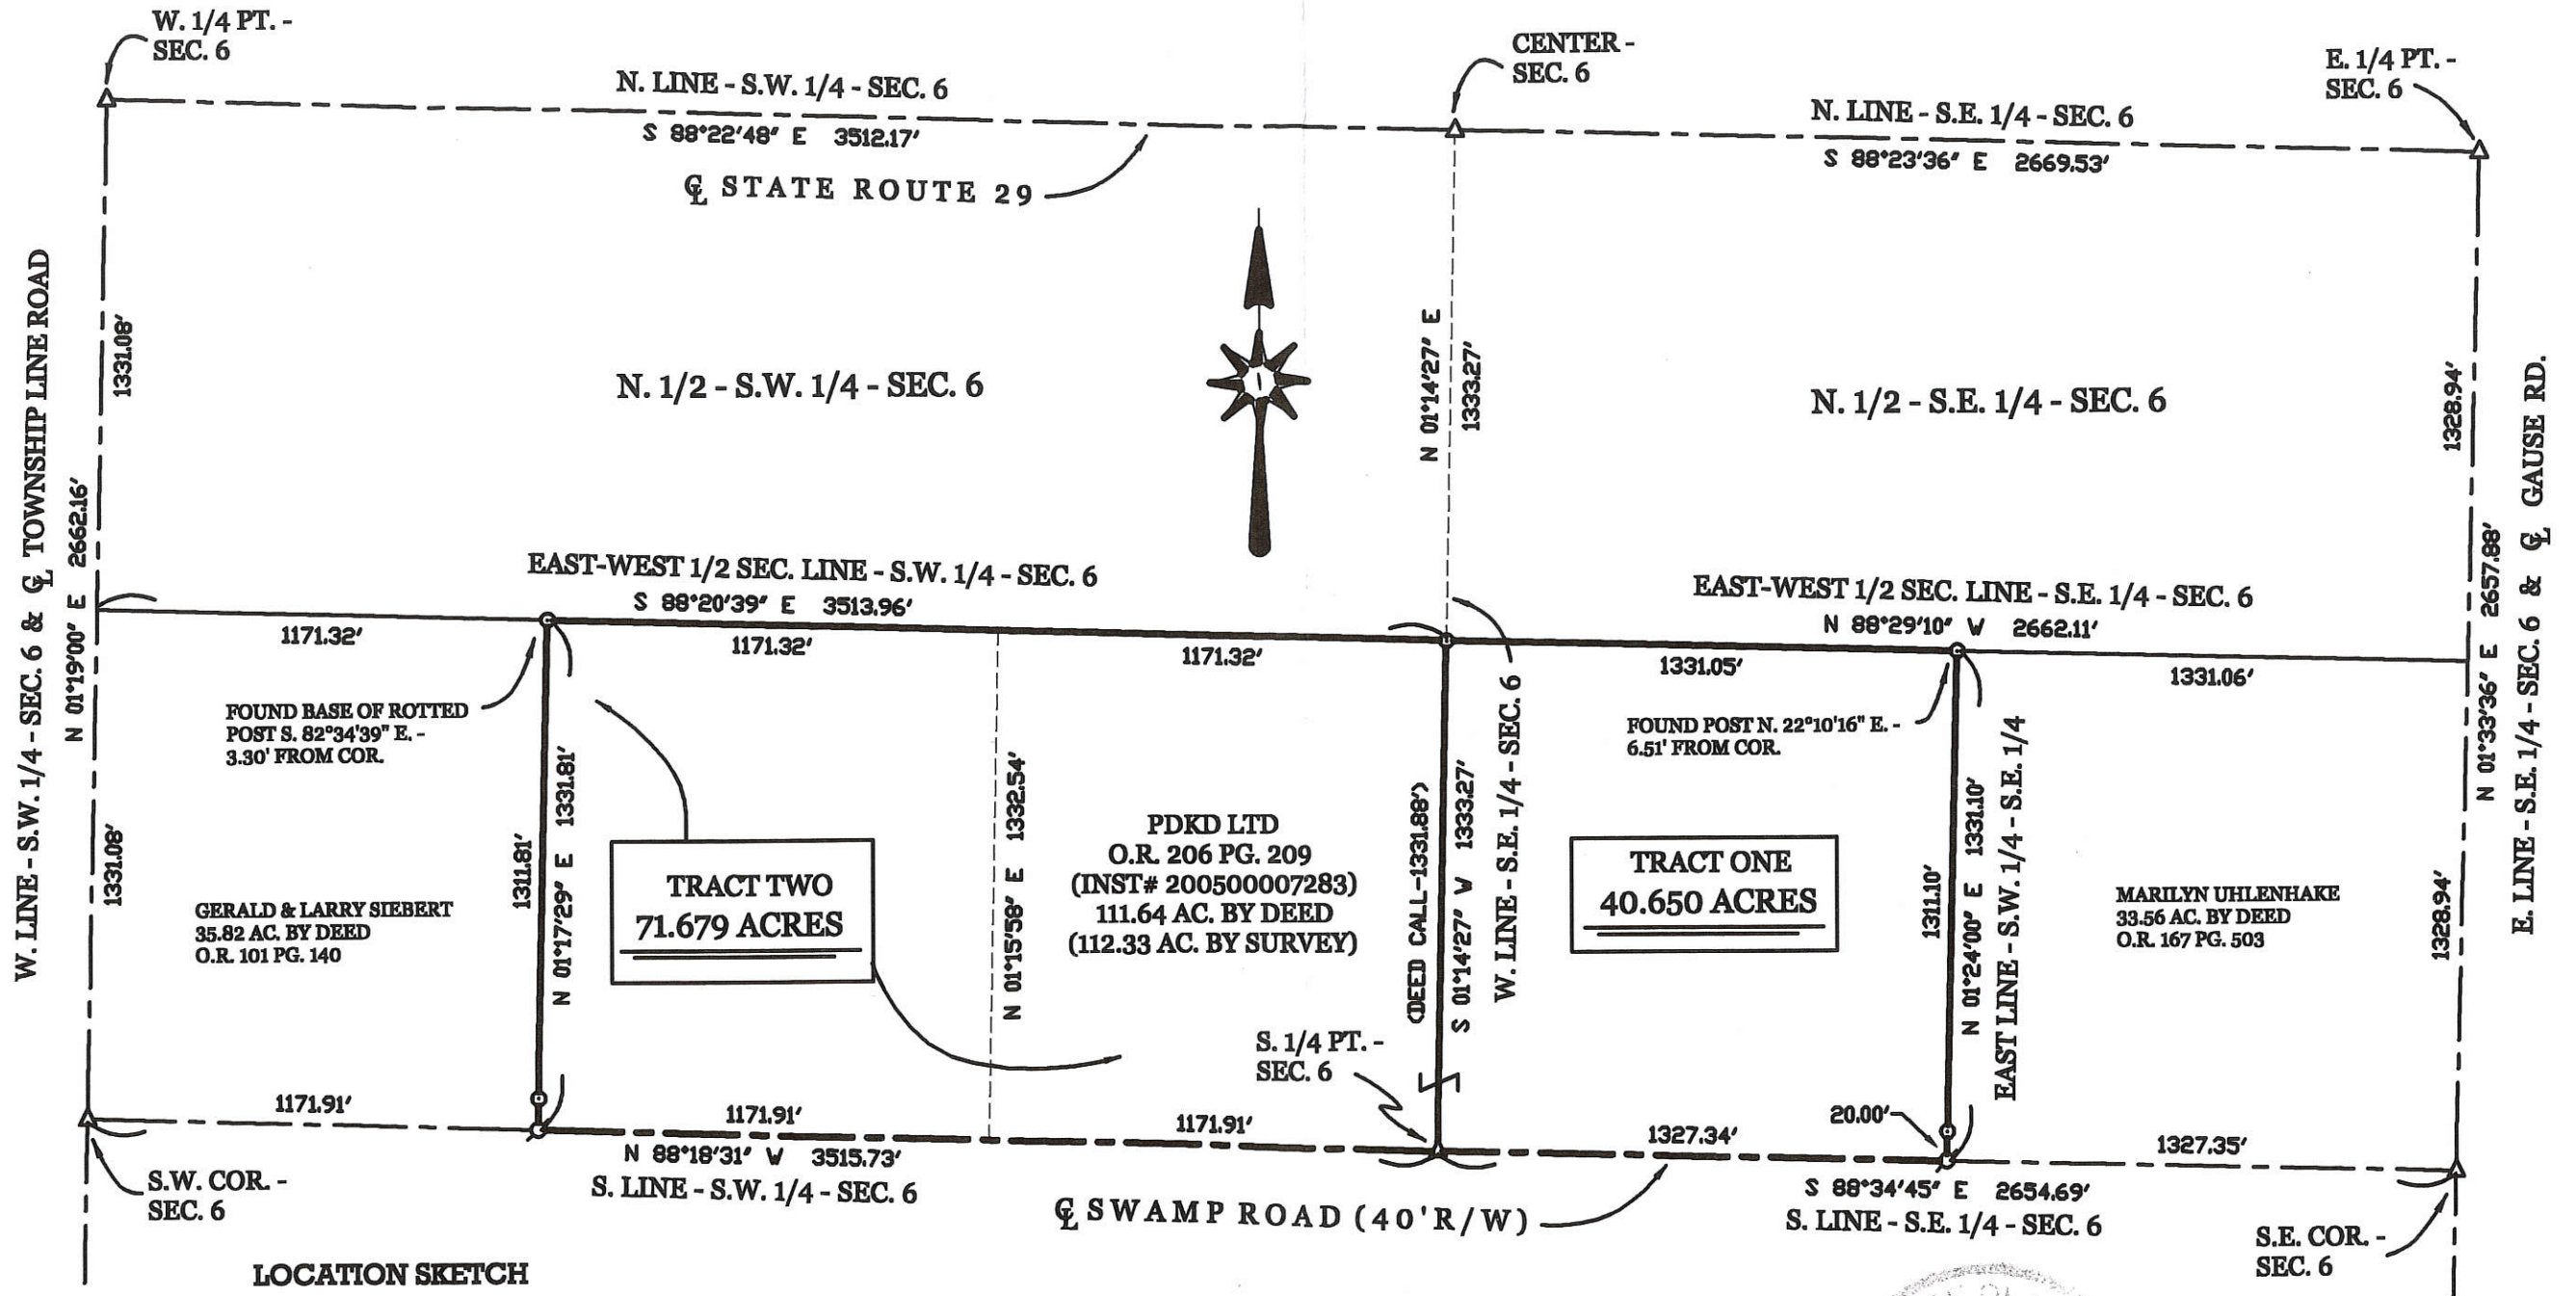 W. 1/4 PT. -
SEC. 6
CENTER -
SEC. 6
E. 1/4 PT. -
SEC. 6
N. LINE - S.W. 1/4 - SEC. 6
S 88°22'48" E 3512.17'
℄ STATE ROUTE 29
N. LINE - S.E. 1/4 - SEC. 6
S 88°23'36" E 2669.53'
W. LINE - S.W. 1/4 - SEC. 6 & ℄ TOWNSHIP LINE ROAD
N 01°19'00" E 2662.16'
1331.08'
N. 1/2 - S.W. 1/4 - SEC. 6
N 01°14'27" E
1333.27'
N. 1/2 - S.E. 1/4 - SEC. 6
1328.94'
N 01°33'36" E 2657.88'
E. LINE - S.E. 1/4 - SEC. 6 & ℄ GAUSE RD.
EAST-WEST 1/2 SEC. LINE - S.W. 1/4 - SEC. 6
S 88°20'39" E 3513.96'
1171.32'
1171.32'
1171.32'
EAST-WEST 1/2 SEC. LINE - S.E. 1/4 - SEC. 6
N 88°29'10" W 2662.11'
1331.05'
1331.06'
FOUND BASE OF ROTTED
POST S. 82°34'39" E. -
3.30' FROM COR.
FOUND POST N. 22°10'16" E. -
6.51' FROM COR.
1331.08'
GERALD & LARRY SIEBERT
35.82 AC. BY DEED
O.R. 101 PG. 140
1311.81'
N 01°17'29" E 1331.81'
TRACT TWO
71.679 ACRES
N 01°15'58" E 1332.54'
PDKD LTD
O.R. 206 PG. 209
(INST# 200500007283)
111.64 AC. BY DEED
(112.33 AC. BY SURVEY)
(DEED CALL-1331.88')
S 01°14'27" W 1333.27'
W. LINE - S.E. 1/4 - SEC. 6
TRACT ONE
40.650 ACRES
1311.10'
N 01°24'00" E 1331.10'
EAST LINE - S.W. 1/4 - S.E. 1/4
MARILYN UHLENHAKE
33.56 AC. BY DEED
O.R. 167 PG. 503
1328.94'
S. 1/4 PT. -
SEC. 6
20.00'
1171.91'
1171.91'
1171.91'
1327.34'
1327.35'
N 88°18'31" W 3515.73'
S. LINE - S.W. 1/4 - SEC. 6
S 88°34'45" E 2654.69'
S. LINE - S.E. 1/4 - SEC. 6
℄ SWAMP ROAD (40'R/W)
S.W. COR. -
SEC. 6
S.E. COR. -
SEC. 6
LOCATION SKETCH